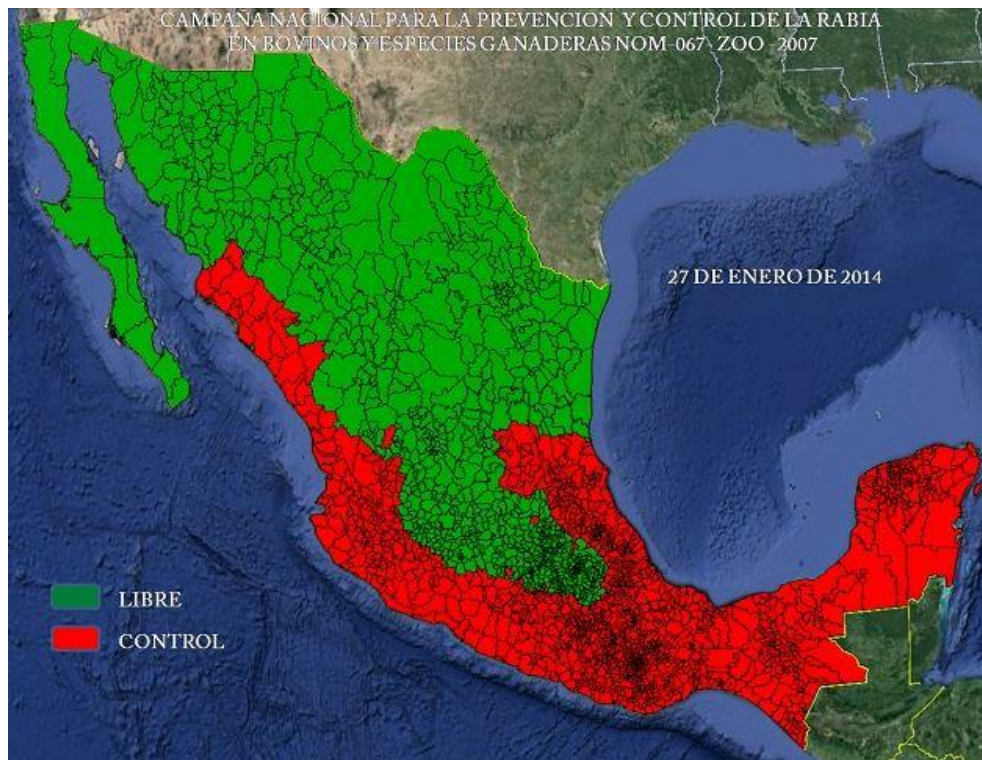 CAMPAÑA NACIONAL PARA LA PREVENCION Y CONTROL DE LA RABIA
EN BOVINOS Y ESPECIES GANADERAS NOM 067 - ZOO - 2007
27 DE ENERO DE 2014
LIBRE
CONTROL